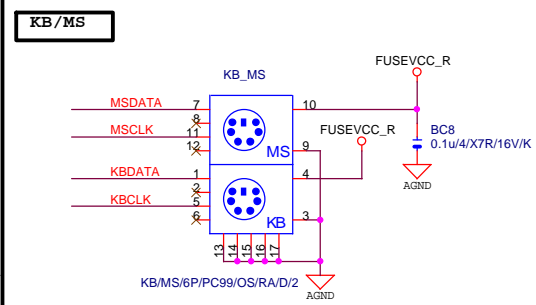 KB/MS
FUSEVCC_R
KB_MS
MSDATA 7 10
8
MSCLK 11 FUSEVCC_R BC8
0.1u/4/X7R/16V/K
12 MS 9
AGND
KBDATA 1 4
2
KBCLK 5
6 KB 3
13 14 15 16 17
KB/MS/6P/PC99/OS/RA/D/2
AGND